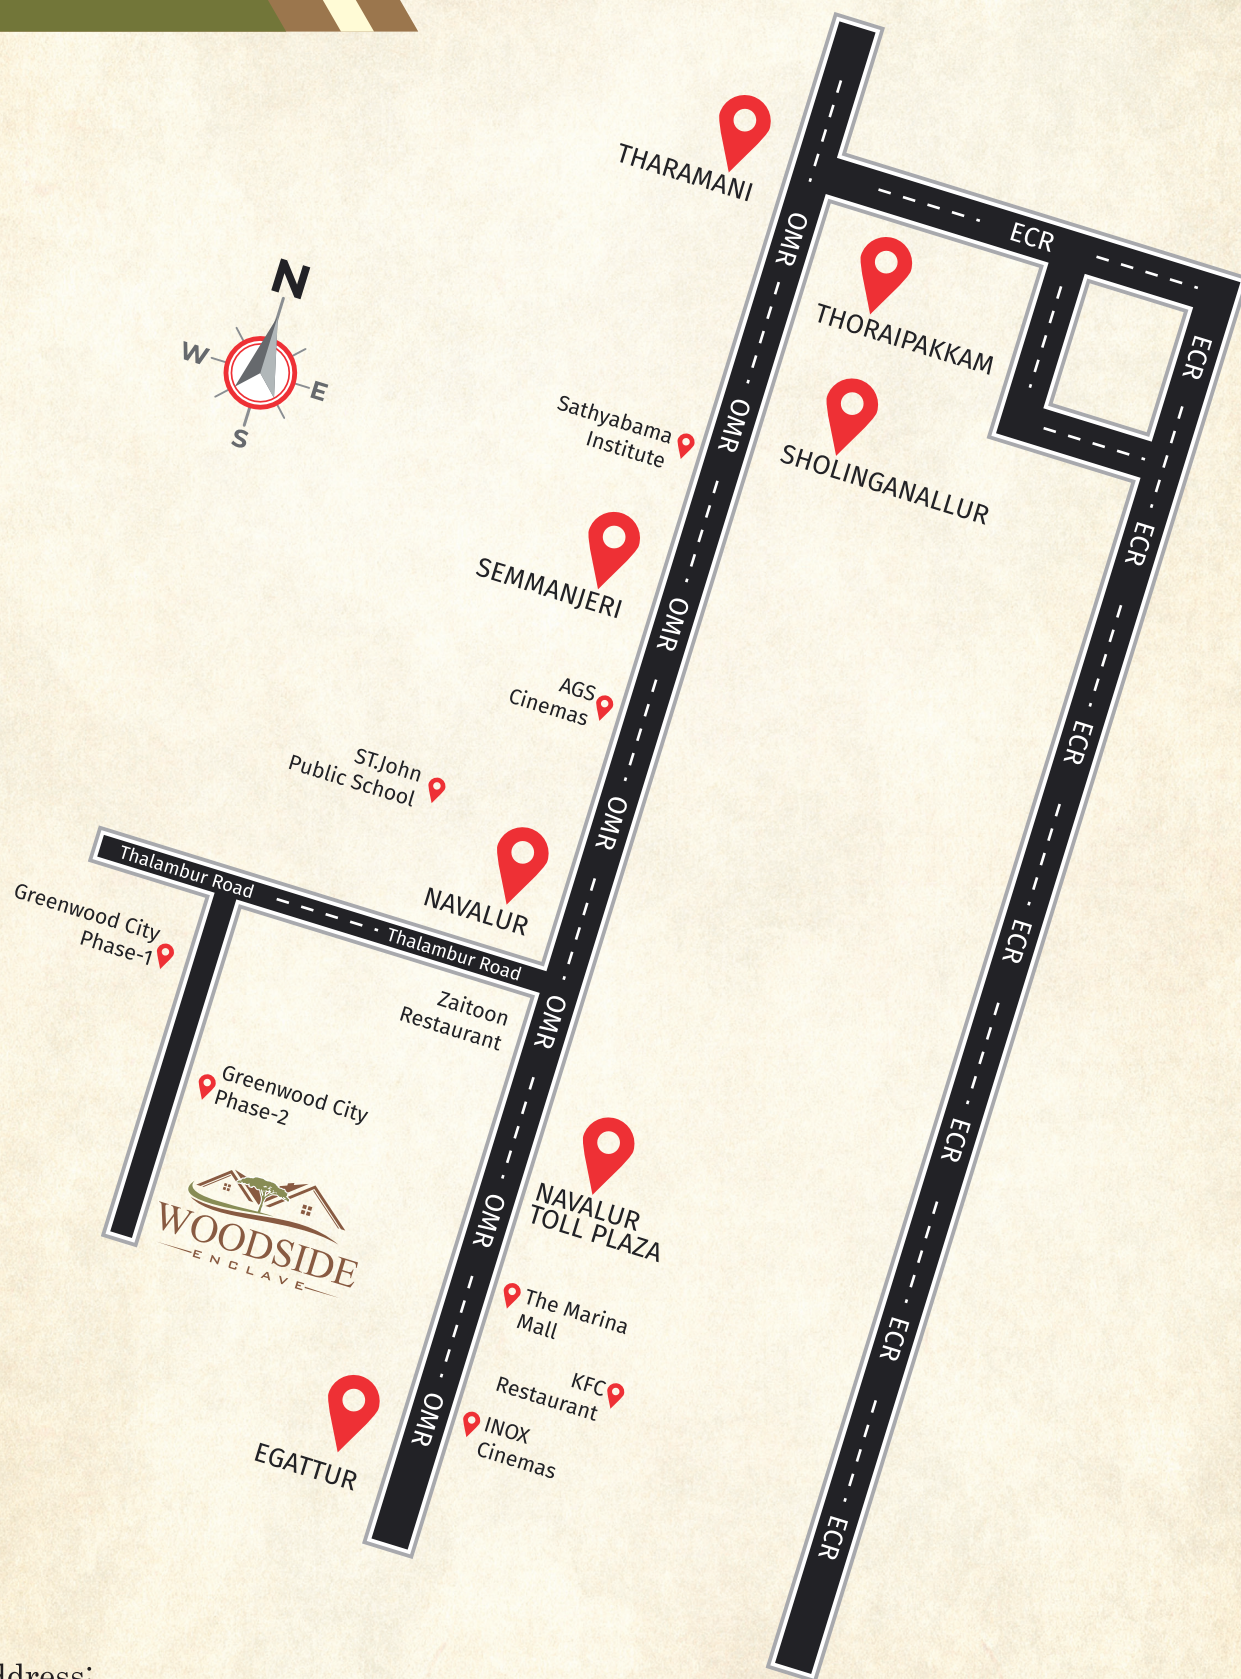 THARAMANI
OMR
ECR
THORAIPAKKAM
N
W
E
S
ECR
Sathyabama
Institute
OMR
SHOLINGANALLUR
ECR
SEMMANJERI
OMR
AGS
Cinemas
ECR
ST.John
Public School
OMR
Thalambur Road
NAVALUR
Thalambur Road
ECR
Greenwood City
Phase-1
Zaitoon
Restaurant
OMR
Greenwood City
Phase-2
ECR
NAVALUR
TOLL PLAZA
OMR
WOODSIDE
ENCLAVE
The Marina
Mall
ECR
KFC
Restaurant
OMR
INOX
Cinemas
EGATTUR
ECR
ddress: